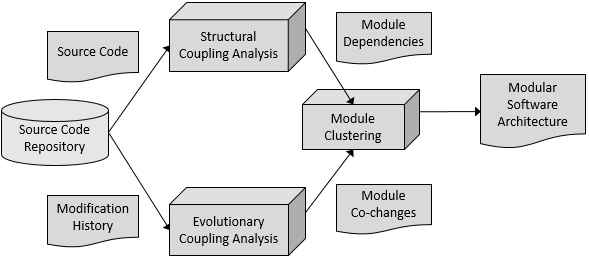 Source Code
Structural
Coupling Analysis
Module
Dependencies
Source Code
Repository
Module
Clustering
Modular
Software
Architecture
Modification
History
Evolutionary
Coupling Analysis
Module
Co-changes